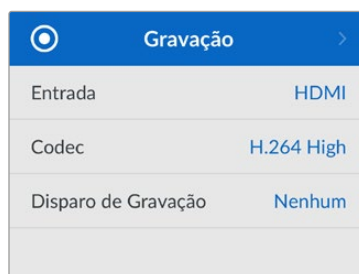 Gravação
Entrada HDMI
Codec H.264 High
Disparo de Gravação Nenhum